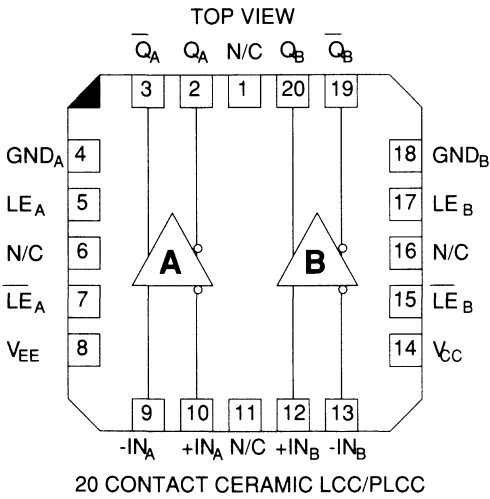 TOP VIEW
Q̅A QA N/C QB Q̅B
3 2 1 20 19
GNDA 4 18 GNDB
LEA 5 17 LEB
N/C 6 16 N/C
A B
L̅E̅A 7 15 L̅E̅B
VEE 8 14 VCC
9 10 11 12 13
-INA +INA N/C +INB -INB
20 CONTACT CERAMIC LCC/PLCC